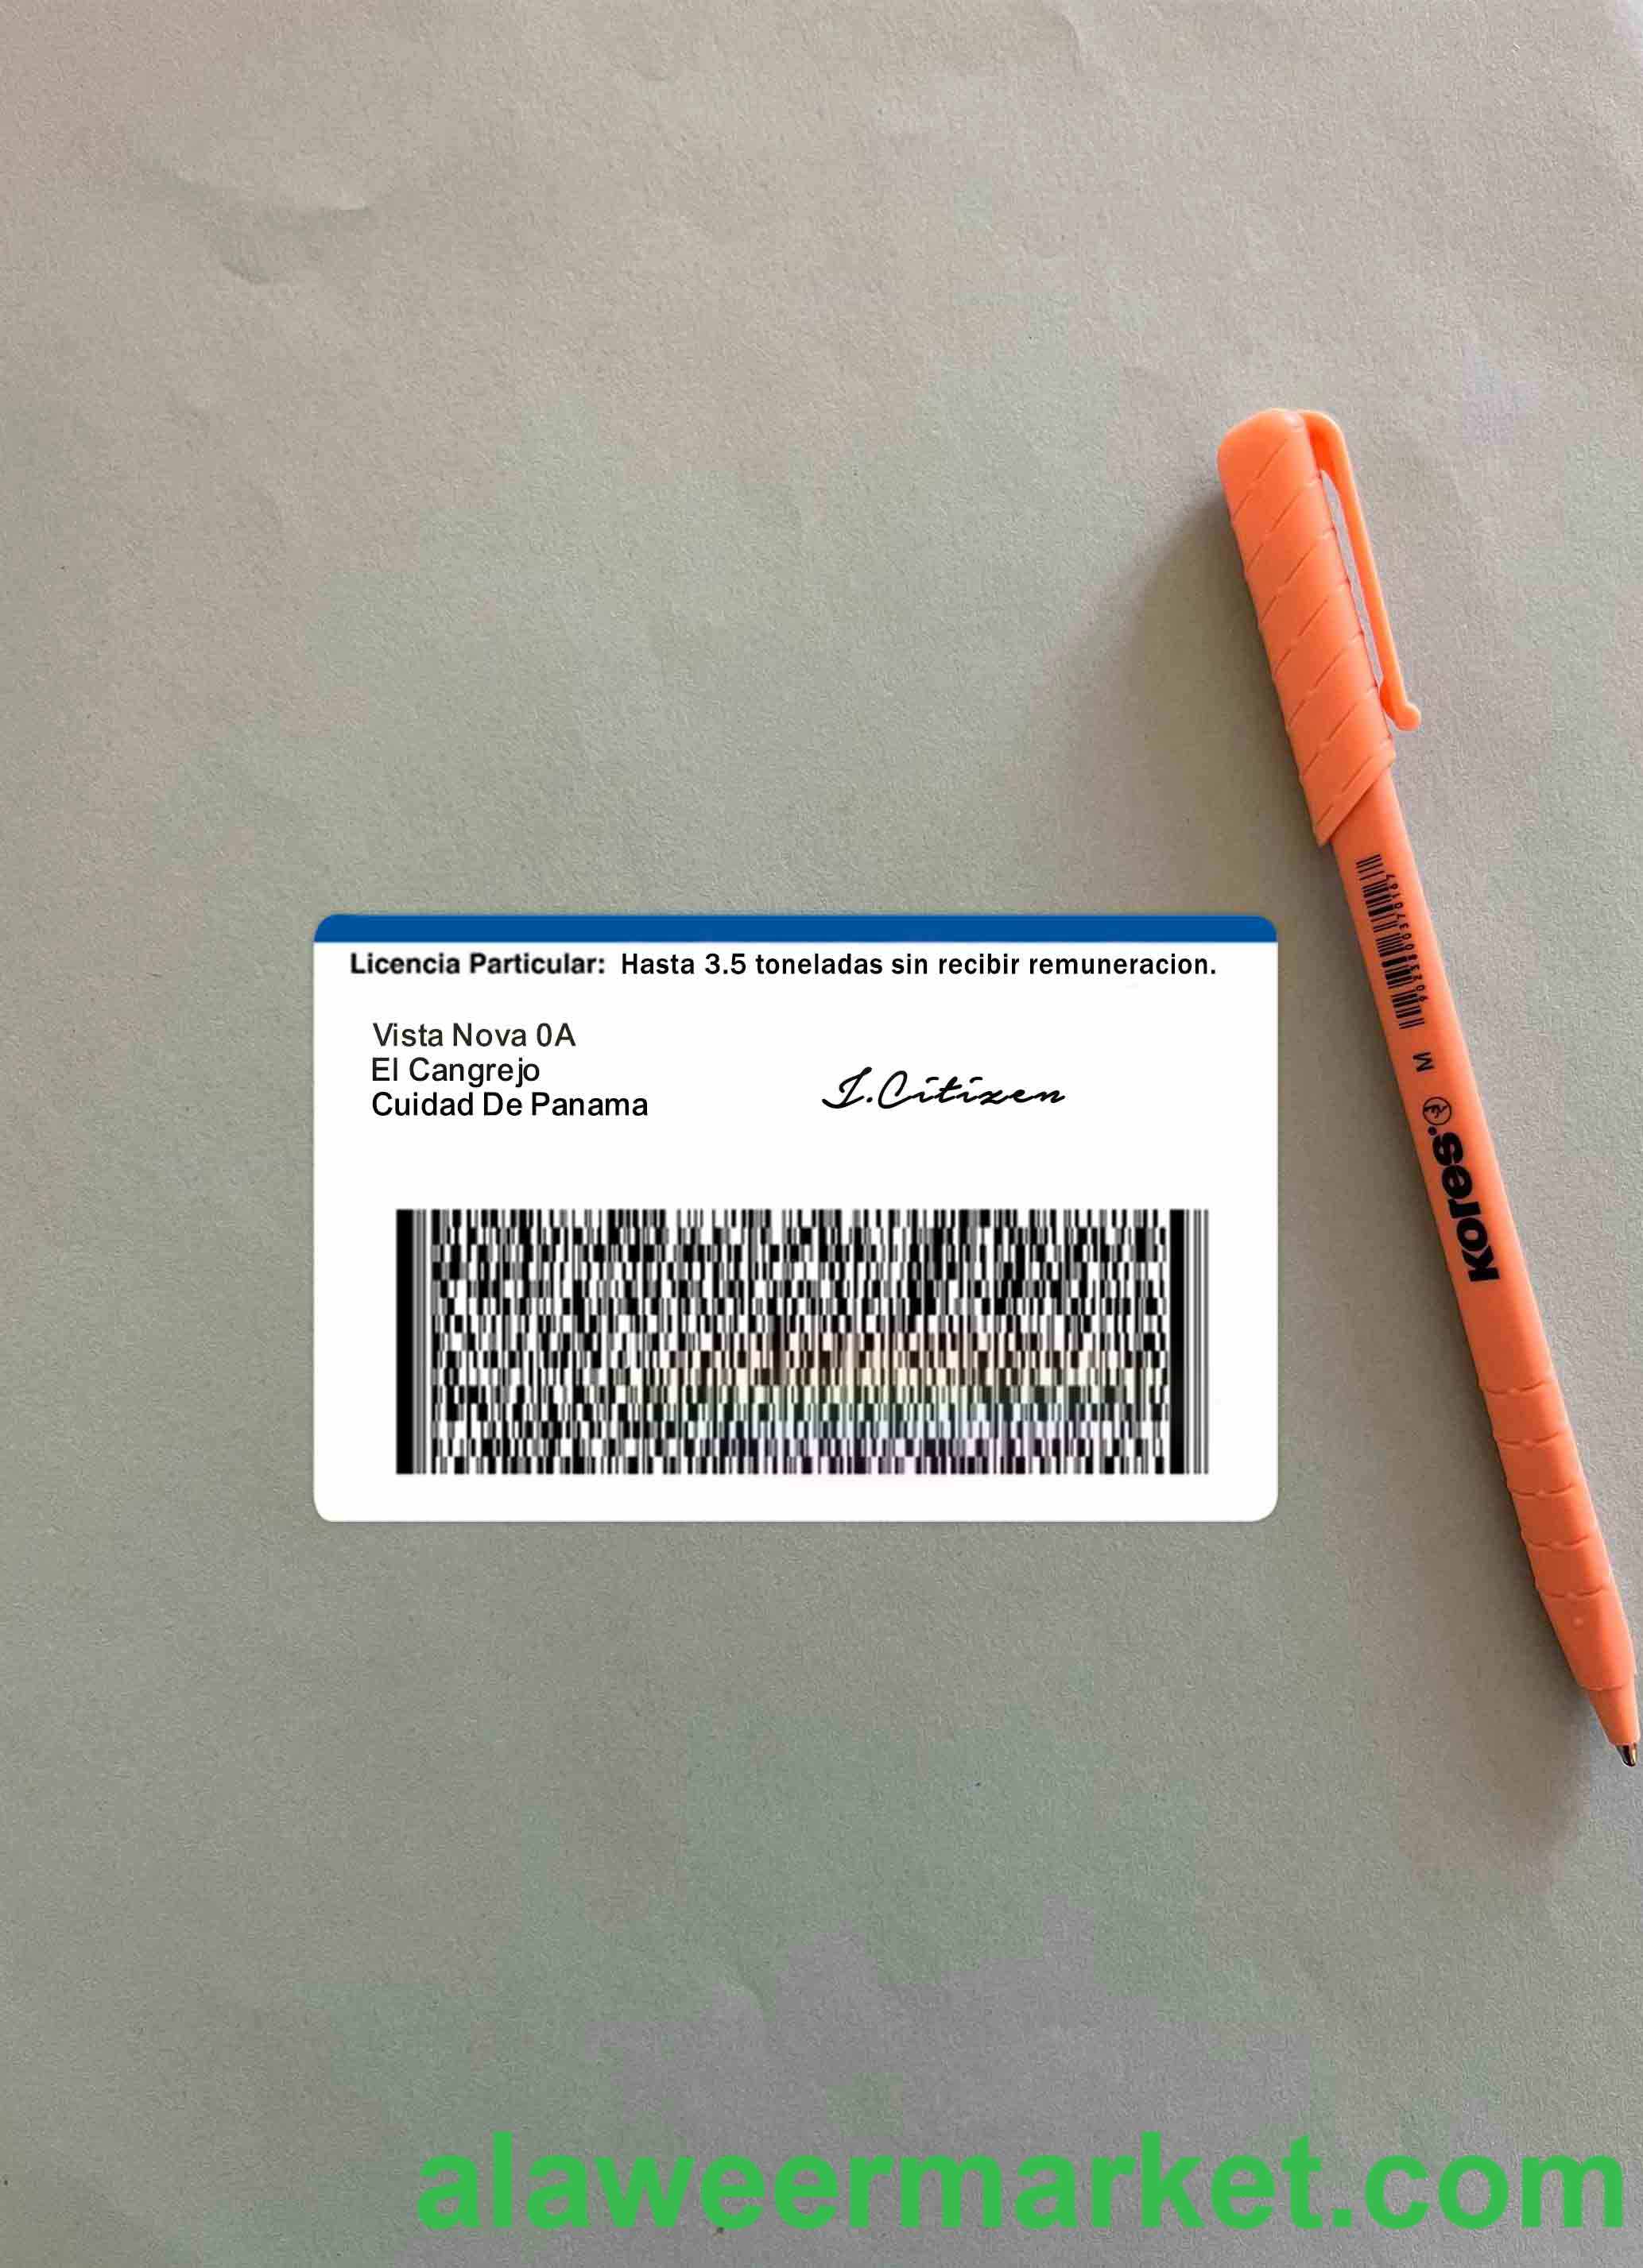 Licencia Particular: Hasta 3.5 toneladas sin recibir remuneracion.
Vista Nova 0A
El Cangrejo
Cuidad De Panama
I.Citizen
M
Kores
alaweermarket.com